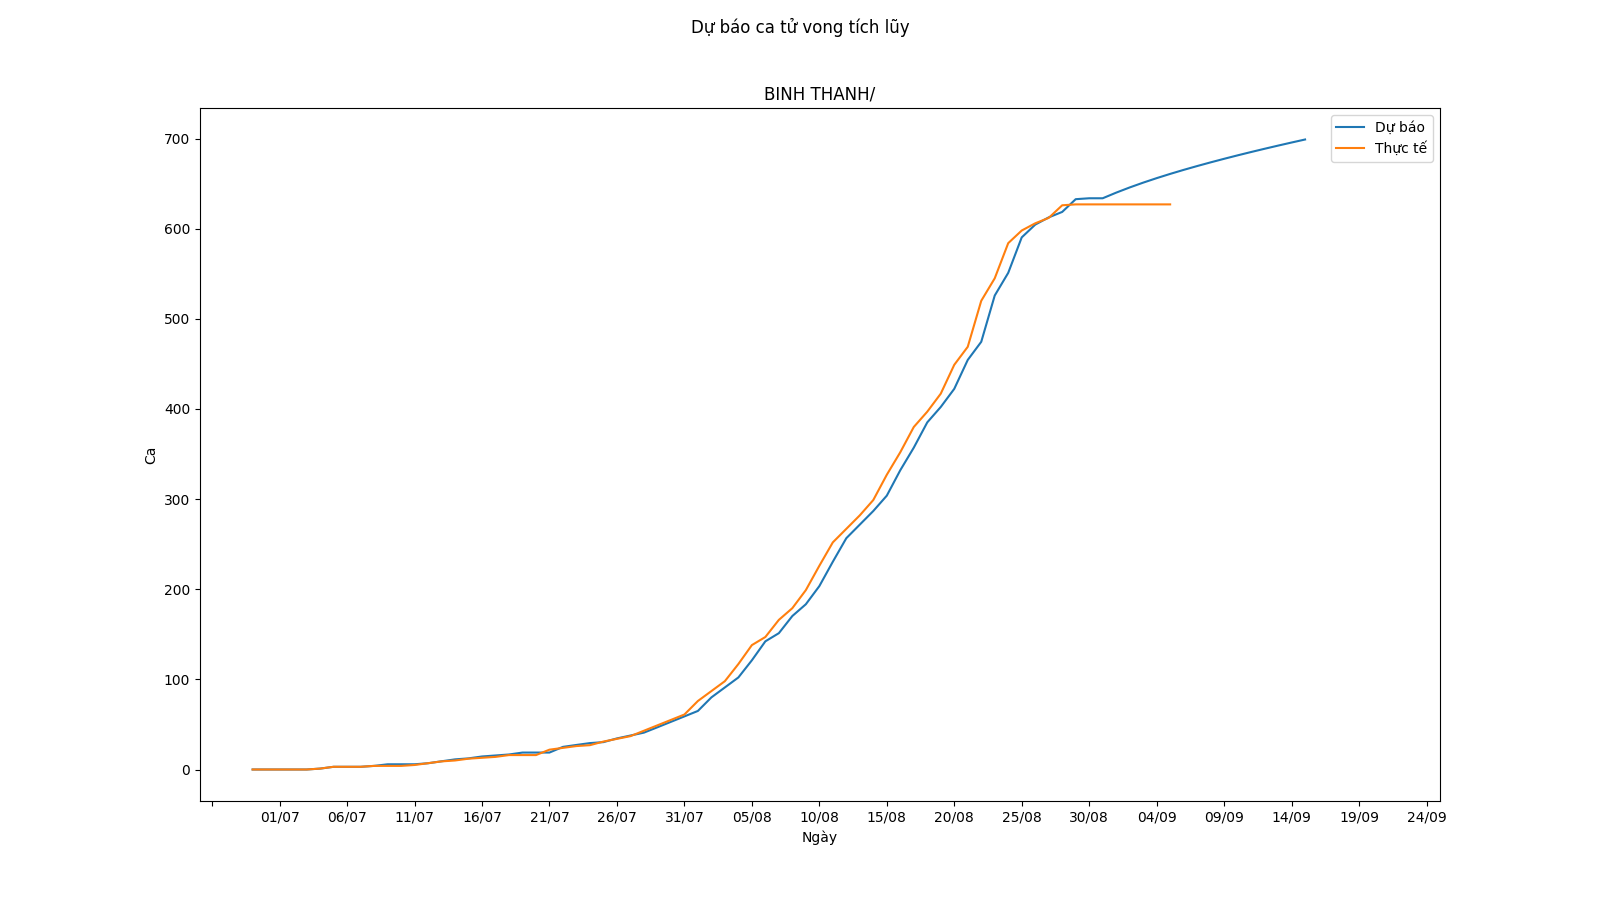 Dự báo ca tử vong tích lũy
BINH THANH/
Dự báo
Thực tế
700
600
500
400
300
200
100
0
Ca
01/07 06/07 11/07 16/07 21/07 26/07 31/07 05/08 10/08 15/08 20/08 25/08 30/08 04/09 09/09 14/09 19/09 24/09
Ngày